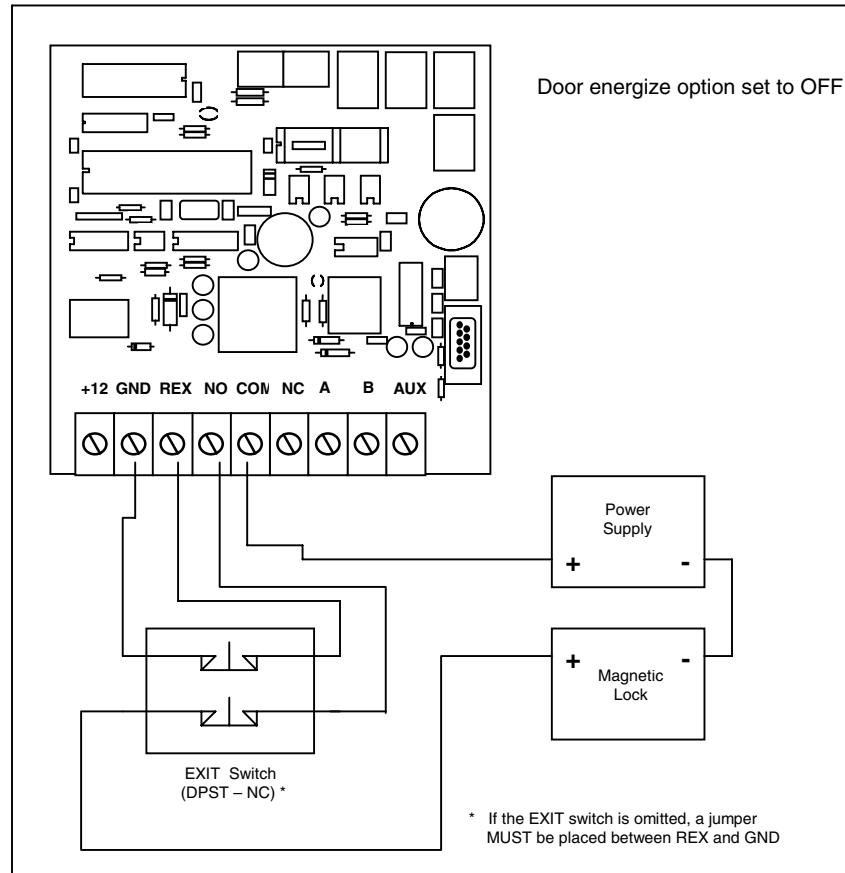 Door energize option set to OFF
+12 GND REX NO COM NC A B AUX
Power
Supply
+ -
+ -
Magnetic
Lock
EXIT Switch
(DPST – NC) *
* If the EXIT switch is omitted, a jumper
MUST be placed between REX and GND